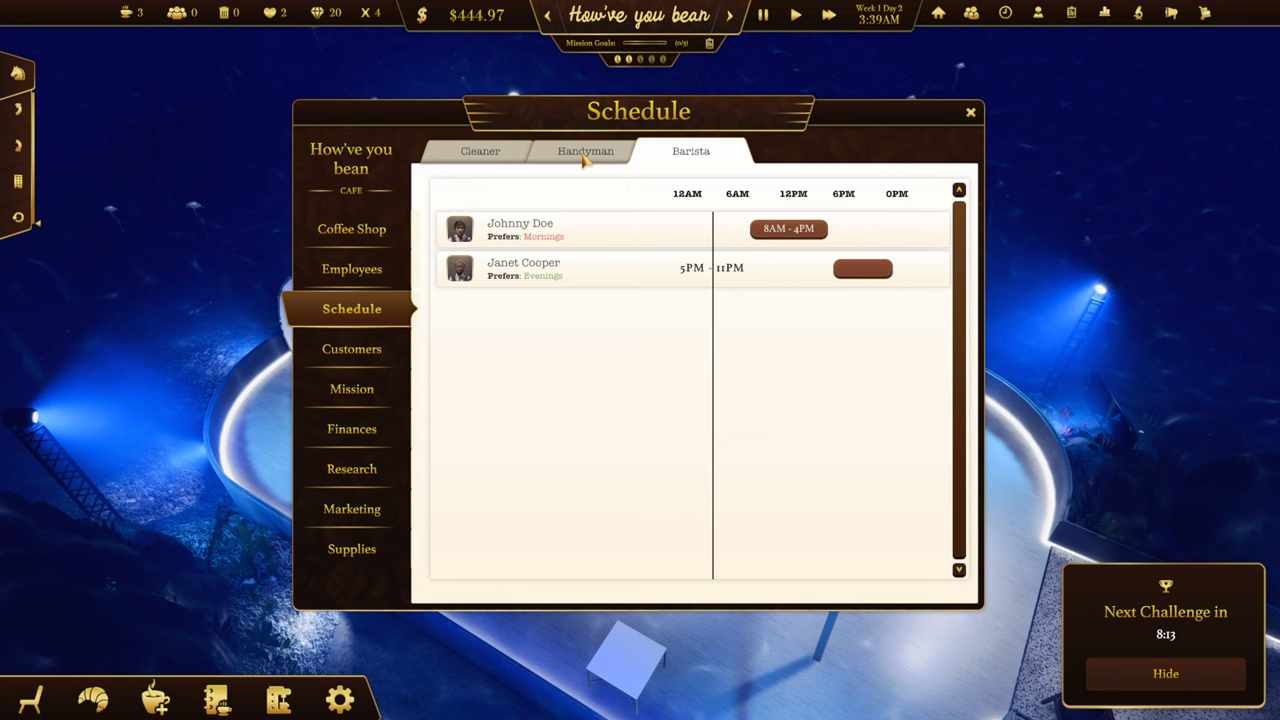 3
0
0
2
20
X 4
$ $444.97
How've you bean
Week 1 Day 2
3:39AM
Mission Goals:
(0/3)
Schedule
How've you bean
CAFE
Coffee Shop
Employees
Schedule
Customers
Mission
Finances
Research
Marketing
Supplies
Cleaner
Handyman
Barista
12AM 6AM 12PM 6PM 0PM
Johnny Doe
Prefers: Mornings
8AM - 4PM
Janet Cooper
Prefers: Evenings
5PM - 11PM
Next Challenge in
8:13
Hide